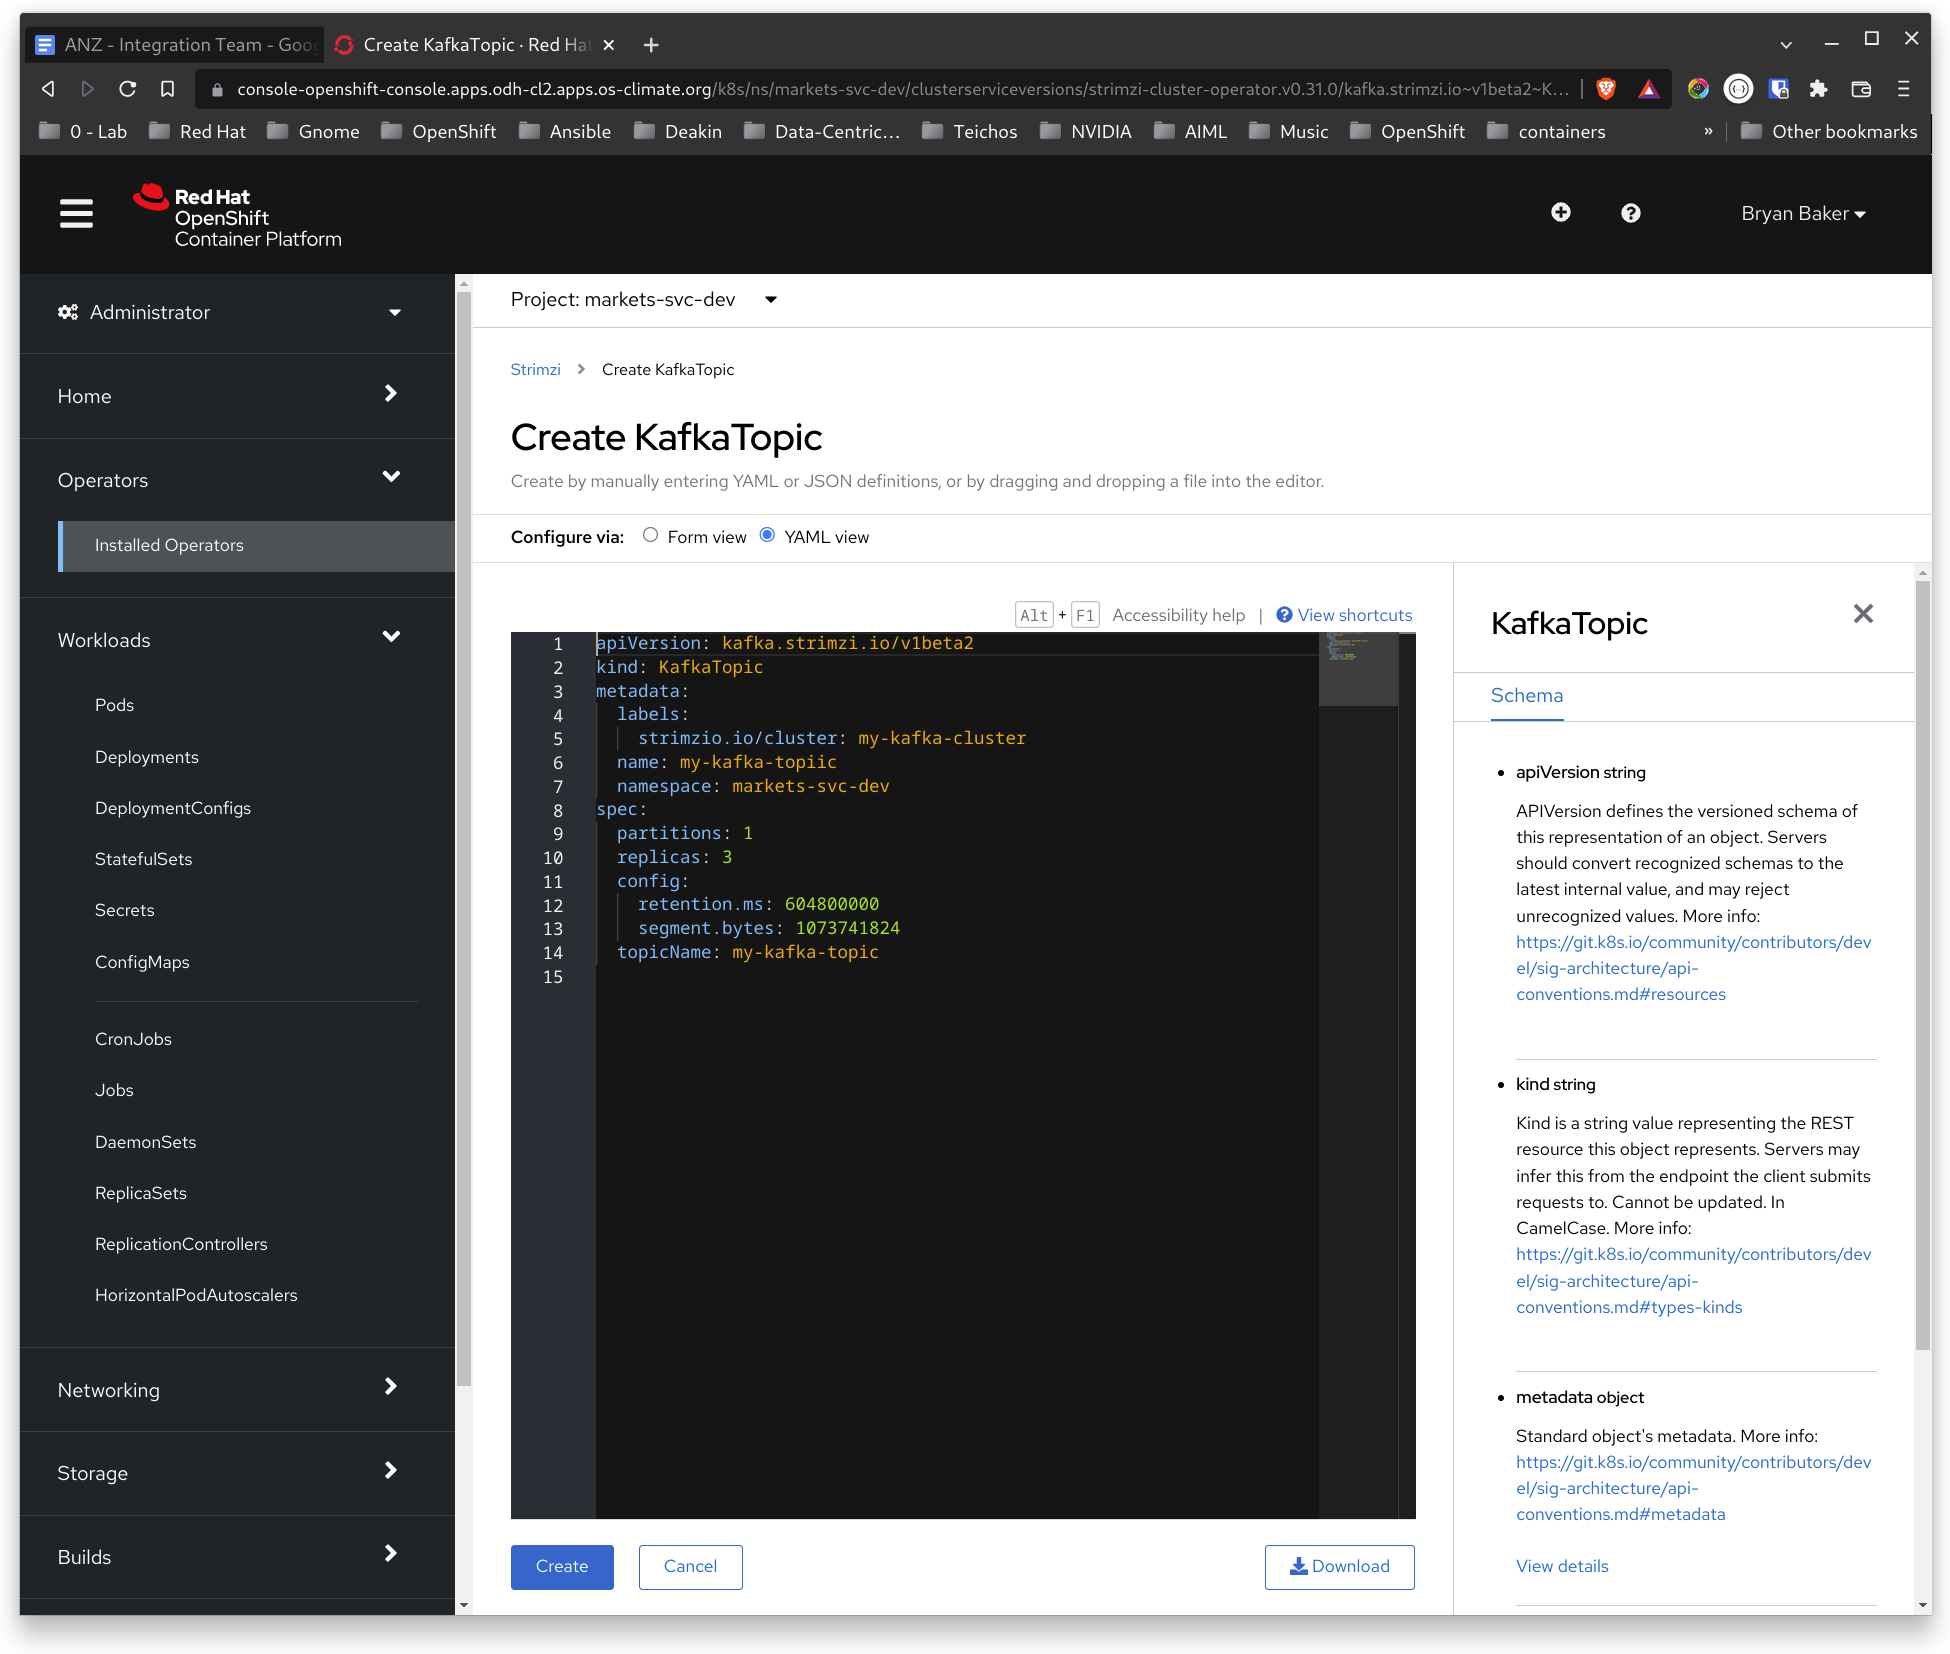 ANZ - Integration Team - Goo
Create KafkaTopic · Red Ha
console-openshift-console.apps.odh-cl2.apps.os-climate.org/k8s/ns/markets-svc-dev/clusterserviceversions/strimzi-cluster-operator.v0.31.0/kafka.strimzi.io~v1beta2~K...
0 - Lab
Red Hat
Gnome
OpenShift
Ansible
Deakin
Data-Centric...
Teichos
NVIDIA
AIML
Music
OpenShift
containers
»
Other bookmarks
Red Hat
OpenShift
Container Platform
Bryan Baker
Administrator
Home
Operators
Installed Operators
Workloads
Pods
Deployments
DeploymentConfigs
StatefulSets
Secrets
ConfigMaps
CronJobs
Jobs
DaemonSets
ReplicaSets
ReplicationControllers
HorizontalPodAutoscalers
Networking
Storage
Builds
Project: markets-svc-dev
Strimzi > Create KafkaTopic
Create KafkaTopic
Create by manually entering YAML or JSON definitions, or by dragging and dropping a file into the editor.
Configure via: Form view YAML view
Alt + F1 Accessibility help | View shortcuts
1 apiVersion: kafka.strimzi.io/v1beta2
2 kind: KafkaTopic
3 metadata:
4 labels:
5 strimzio.io/cluster: my-kafka-cluster
6 name: my-kafka-topiic
7 namespace: markets-svc-dev
8 spec:
9 partitions: 1
10 replicas: 3
11 config:
12 retention.ms: 604800000
13 segment.bytes: 1073741824
14 topicName: my-kafka-topic
15
Create
Cancel
Download
KafkaTopic
Schema
• apiVersion string
APIVersion defines the versioned schema of
this representation of an object. Servers
should convert recognized schemas to the
latest internal value, and may reject
unrecognized values. More info:
https://git.k8s.io/community/contributors/dev
el/sig-architecture/api-
conventions.md#resources
• kind string
Kind is a string value representing the REST
resource this object represents. Servers may
infer this from the endpoint the client submits
requests to. Cannot be updated. In
CamelCase. More info:
https://git.k8s.io/community/contributors/dev
el/sig-architecture/api-
conventions.md#types-kinds
• metadata object
Standard object's metadata. More info:
https://git.k8s.io/community/contributors/dev
el/sig-architecture/api-
conventions.md#metadata
View details